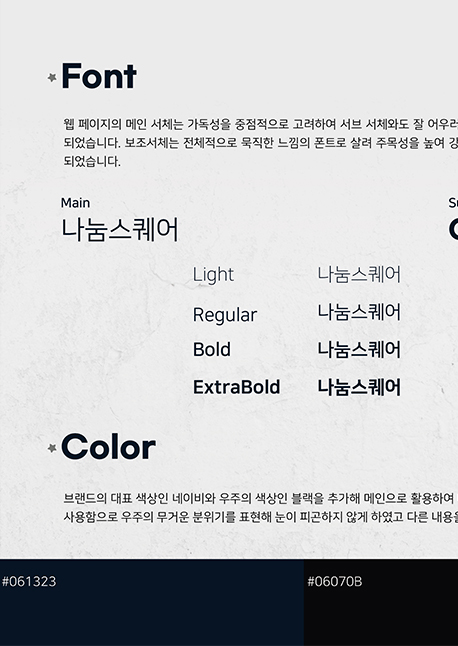 Font
웹 페이지의 메인 서체는 가독성을 중점적으로 고려하여 서브 서체와도 잘 어우러
되었습니다. 보조서체는 전체적으로 묵직한 느낌의 폰트로 살려 주목성을 높여 강
되었습니다.
Main
Su
나눔스퀘어
Light 나눔스퀘어
Regular 나눔스퀘어
Bold 나눔스퀘어
ExtraBold 나눔스퀘어
Color
브랜드의 대표 색상인 네이비와 우주의 색상인 블랙을 추가해 메인으로 활용하여
사용함으로 우주의 무거운 분위기를 표현해 눈이 피곤하지 않게 하였고 다른 내용을
#061323 #06070B